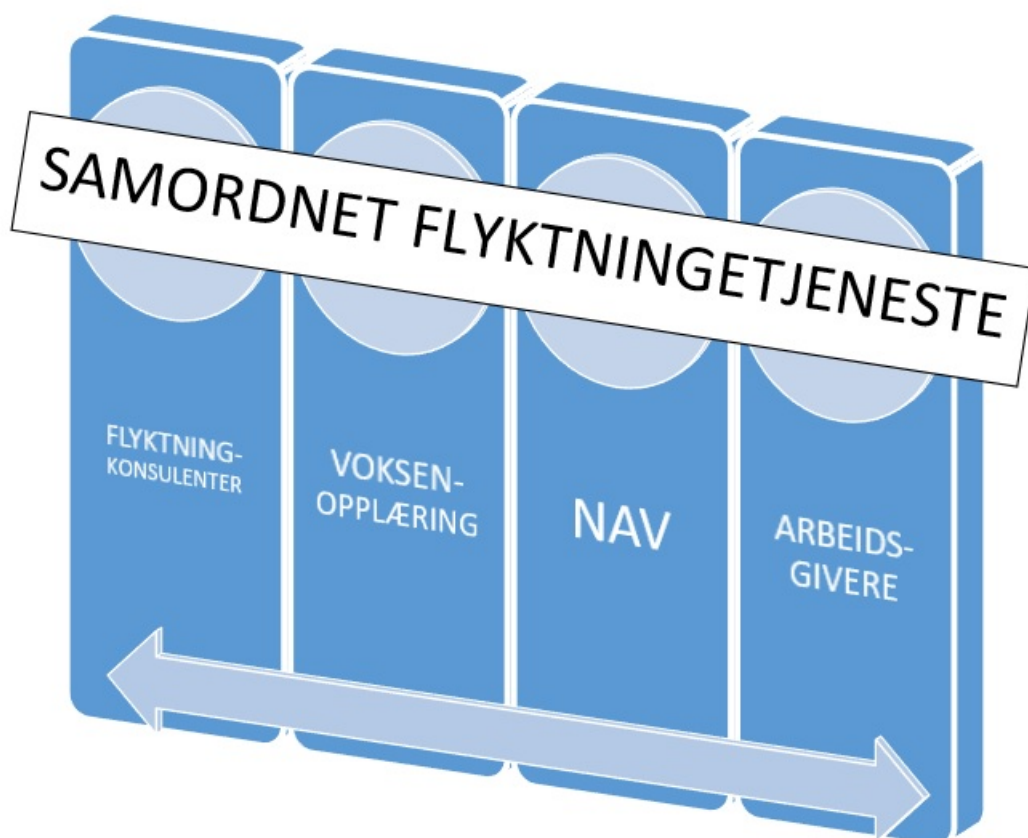 SAMORDNET FLYKTNINGETJENESTE
FLYKTNING-
KONSULENTER
VOKSEN-
OPPLÆRING
NAV
ARBEIDS-
GIVERE